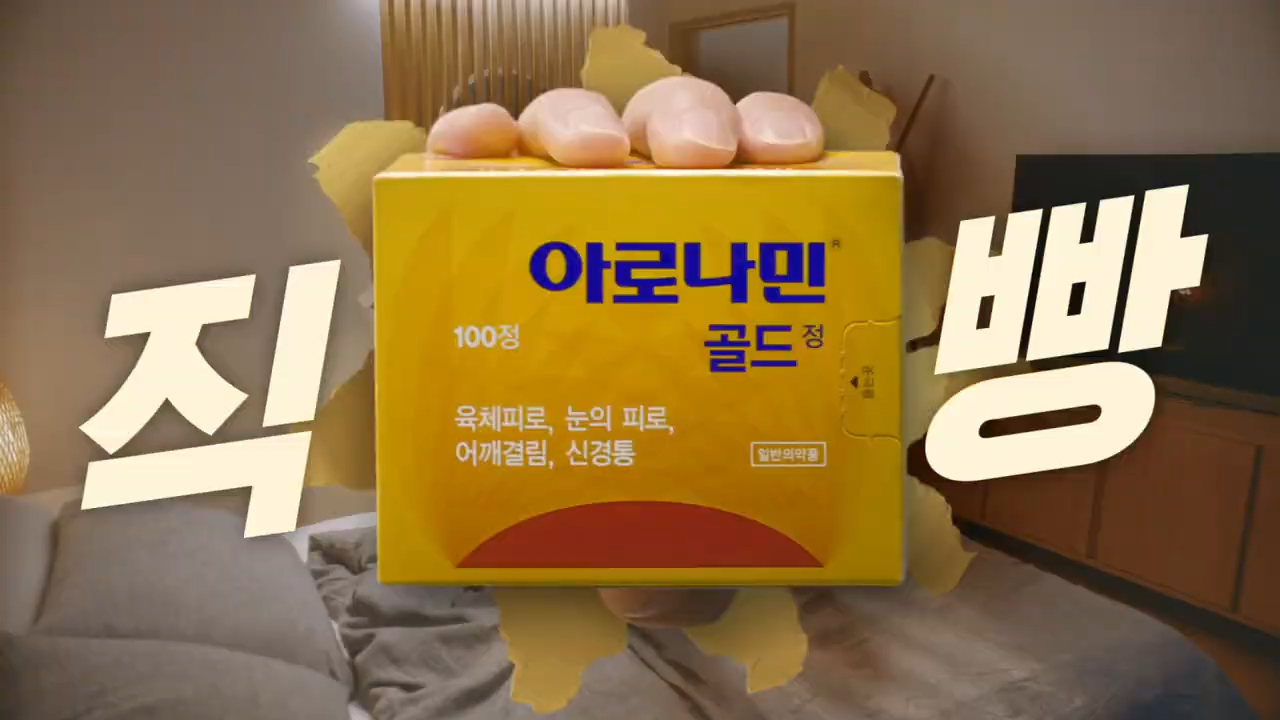 직 빵
아로나민®
골드정
100정
육체피로, 눈의 피로,
어깨결림, 신경통
일반의약품